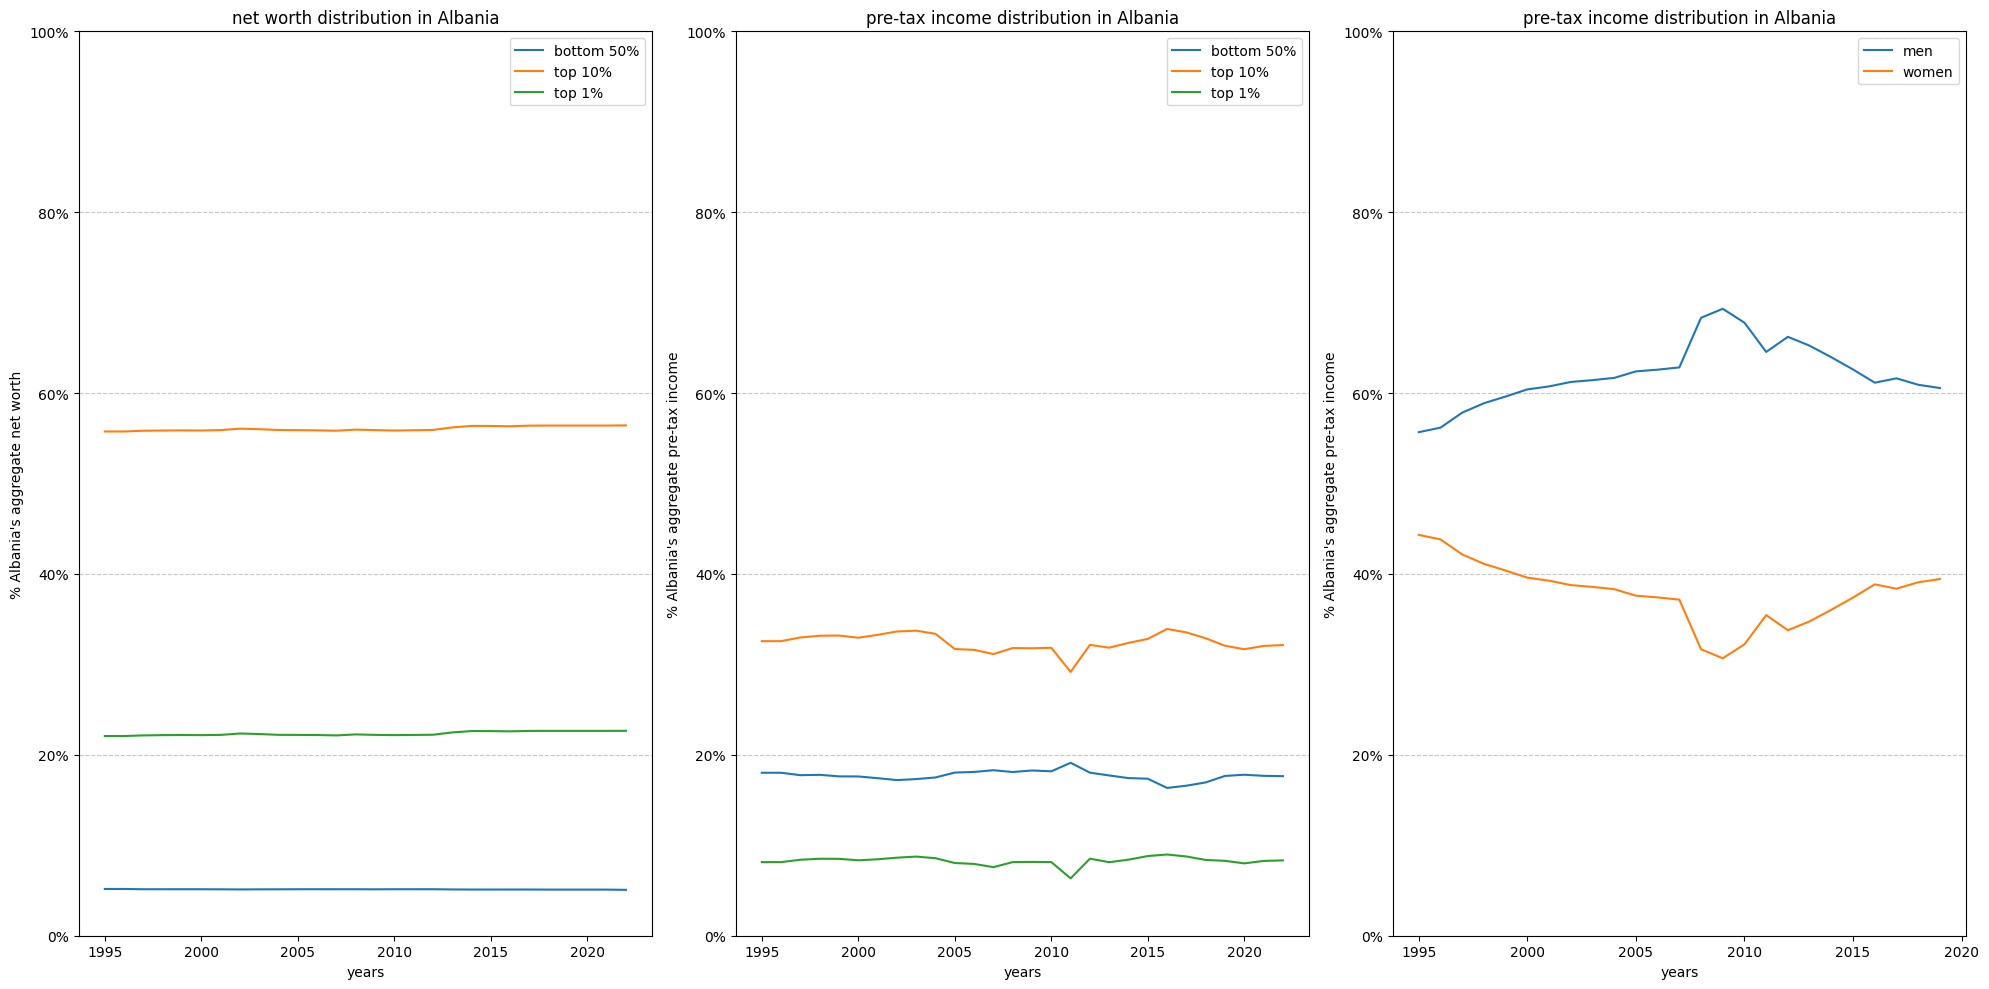 net worth distribution in Albania
100%
80%
60%
40%
20%
0%
% Albania's aggregate net worth
bottom 50%
top 10%
top 1%
1995
2000
2005
2010
2015
2020
years
pre-tax income distribution in Albania
100%
80%
60%
40%
20%
0%
% Albania's aggregate pre-tax income
bottom 50%
top 10%
top 1%
1995
2000
2005
2010
2015
2020
years
pre-tax income distribution in Albania
100%
80%
60%
40%
20%
0%
% Albania's aggregate pre-tax income
men
women
1995
2000
2005
2010
2015
2020
years